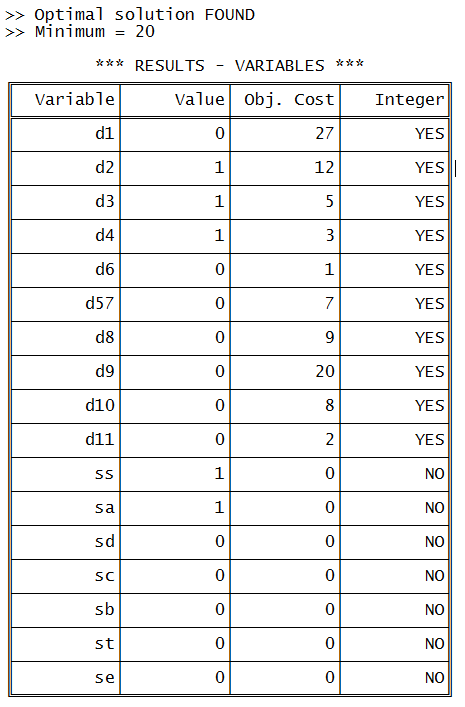 >> Optimal solution FOUND
>> Minimum = 20
*** RESULTS - VARIABLES ***
Variable Value Obj. Cost Integer
d1 0 27 YES
d2 1 12 YES
d3 1 5 YES
d4 1 3 YES
d6 0 1 YES
d57 0 7 YES
d8 0 9 YES
d9 0 20 YES
d10 0 8 YES
d11 0 2 YES
ss 1 0 NO
sa 1 0 NO
sd 0 0 NO
sc 0 0 NO
sb 0 0 NO
st 0 0 NO
se 0 0 NO